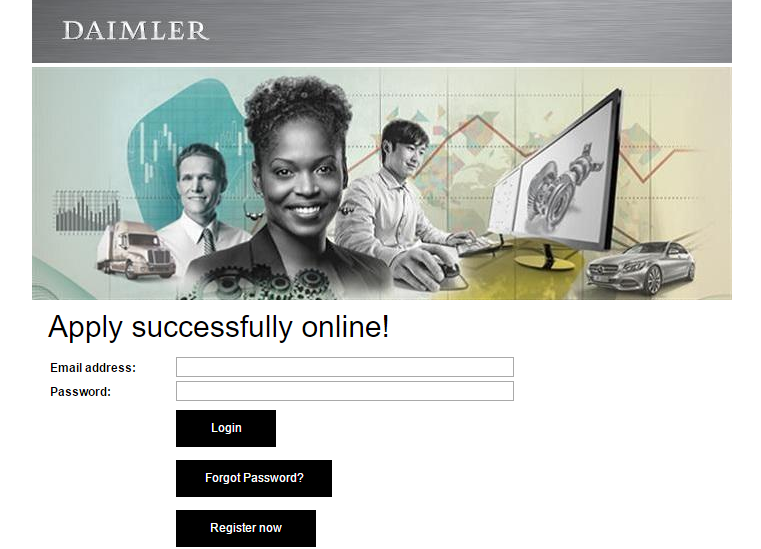 DAIMLER
Apply successfully online!
Email address:
Password:
Login
Forgot Password?
Register now